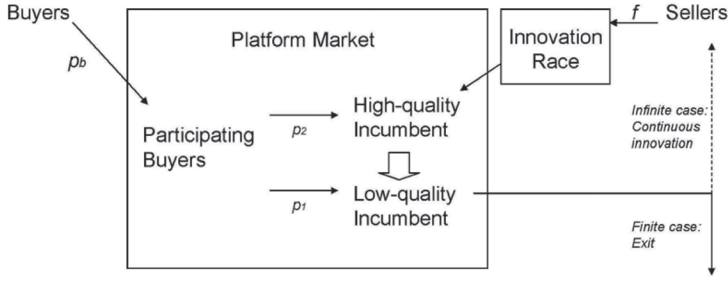 Buyers
f
Sellers
Platform Market
Innovation
Race
pb
High-quality
Incumbent
p2
Participating
Buyers
Infinite case:
Continuous
innovation
Low-quality
Incumbent
p1
Finite case:
Exit